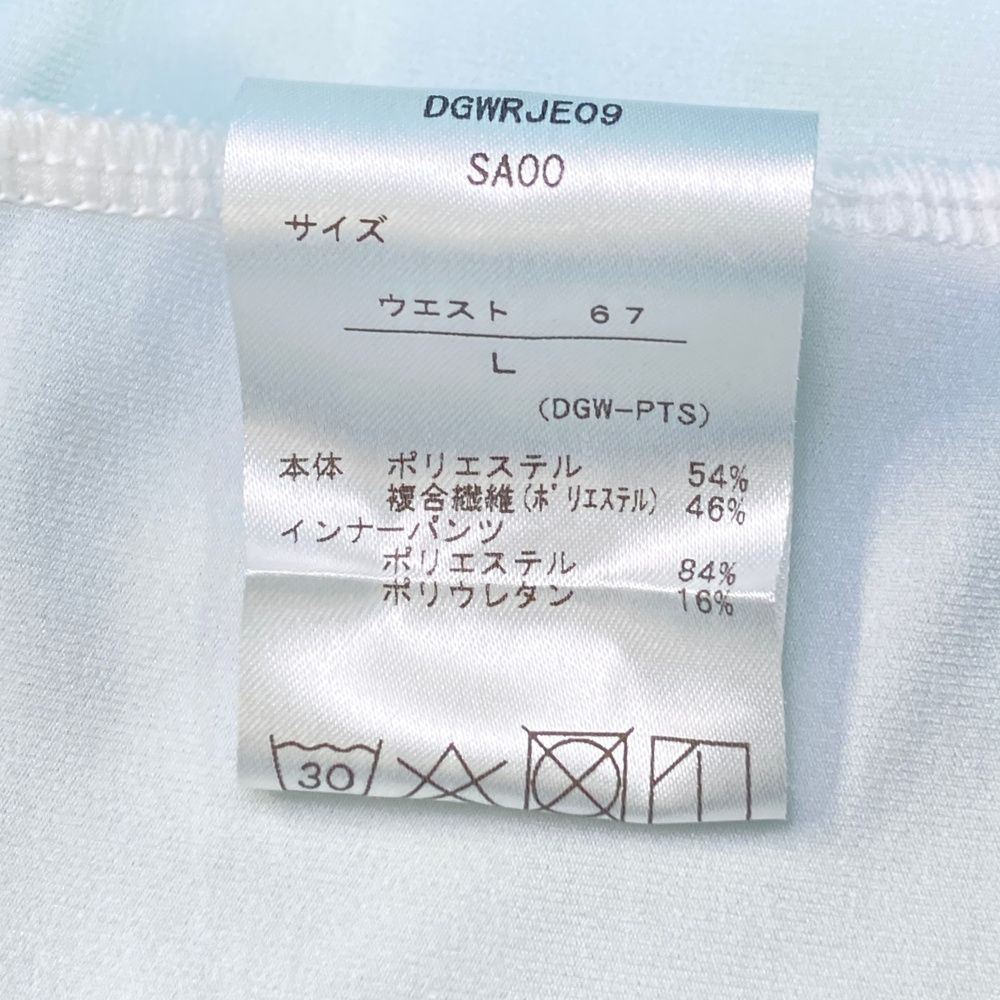 DGWRJE09
SA00
サイズ
ウエスト　６７
L
(DGW-PTS)
本体 ポリエステル 54%
複合繊維(ポリエステル) 46%
インナーパンツ
ポリエステル 84%
ポリウレタン 16%
30